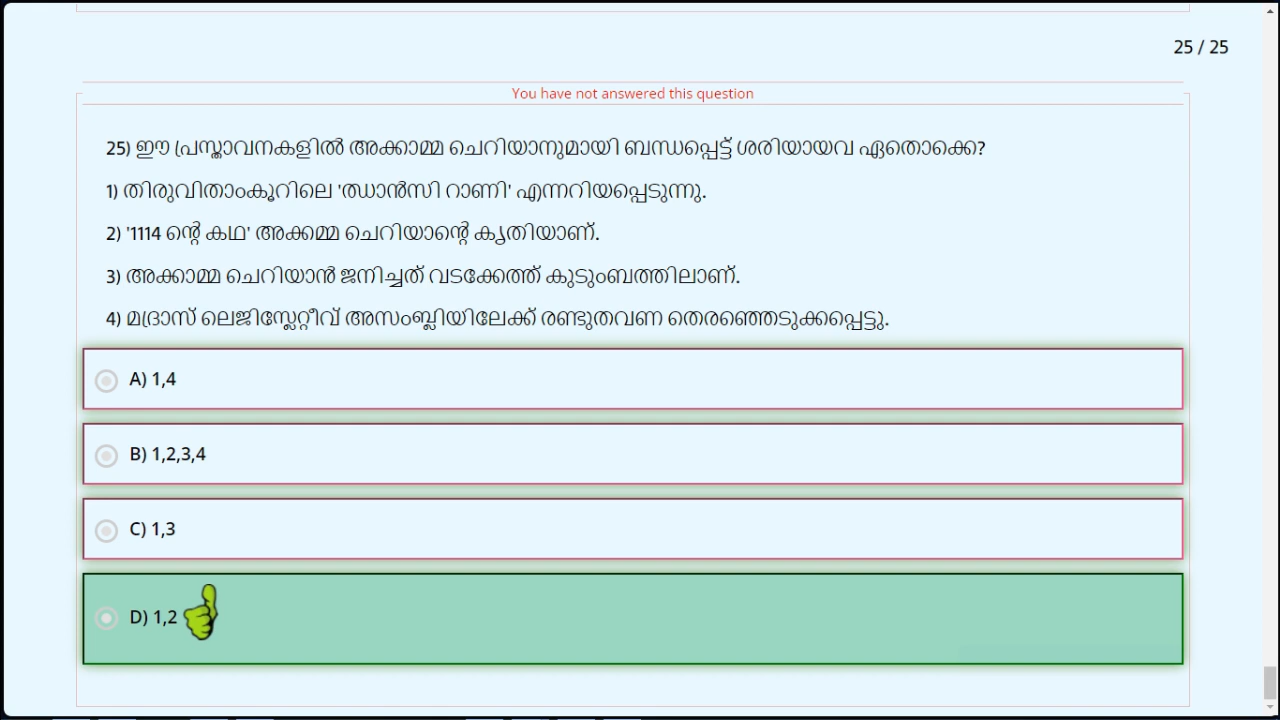 25 / 25
You have not answered this question
25) ഈ പ്രസ്താവനകളിൽ അക്കാമ്മ ചെറിയാനുമായി ബന്ധപ്പെട്ട് ശരിയായവ ഏതൊക്കെ?
1) തിരുവിതാംകൂറിലെ 'ഝാൻസി റാണി' എന്നറിയപ്പെടുന്നു.
2) '1114 ന്റെ കഥ' അക്കമ്മ ചെറിയാന്റെ കൃതിയാണ്.
3) അക്കാമ്മ ചെറിയാൻ ജനിച്ചത് വടക്കേത്ത് കുടുംബത്തിലാണ്.
4) മദ്രാസ് ലെജിസ്ലേറ്റീവ് അസംബ്ലിയിലേക്ക് രണ്ടുതവണ തെരഞ്ഞെടുക്കപ്പെട്ടു.
A) 1,4
B) 1,2,3,4
C) 1,3
D) 1,2